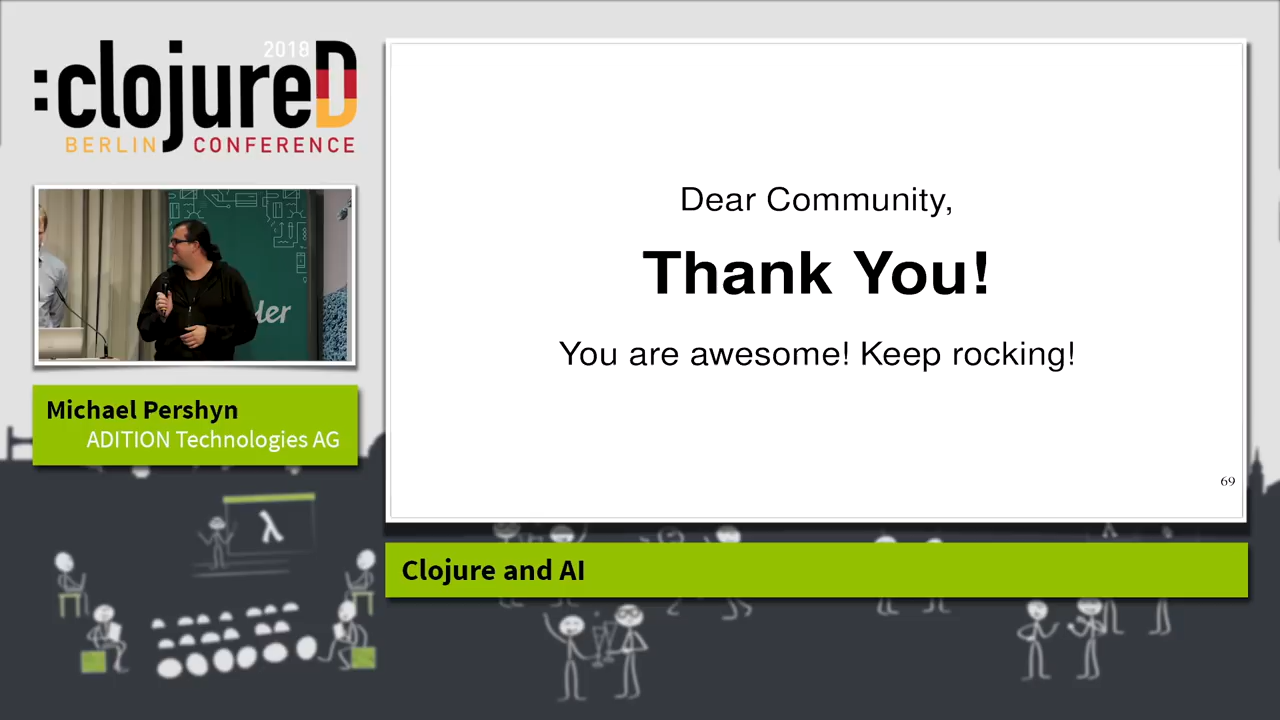 2018
:clojureD
BERLIN CONFERENCE
Michael Pershyn
ADITION Technologies AG
λ
Dear Community,
Thank You!
You are awesome! Keep rocking!
69
Clojure and AI